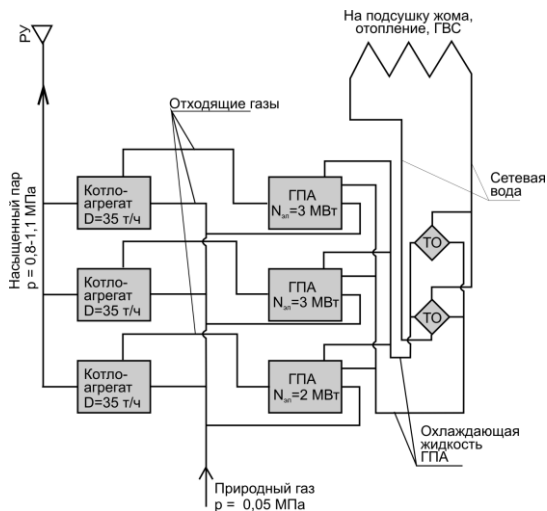 На подсушку жома,
отопление, ГВС
РУ
Отходящие газы
Насыщенный пар
p = 0,8-1,1 МПа
Котло-
агрегат
D=35 т/ч
ГПА
Nэл=3 МВт
Сетевая
вода
ТО
Котло-
агрегат
D=35 т/ч
ГПА
Nэл=3 МВт
ТО
Котло-
агрегат
D=35 т/ч
ГПА
Nэл=2 МВт
Охлаждающая
жидкость
ГПА
Природный газ
p = 0,05 МПа